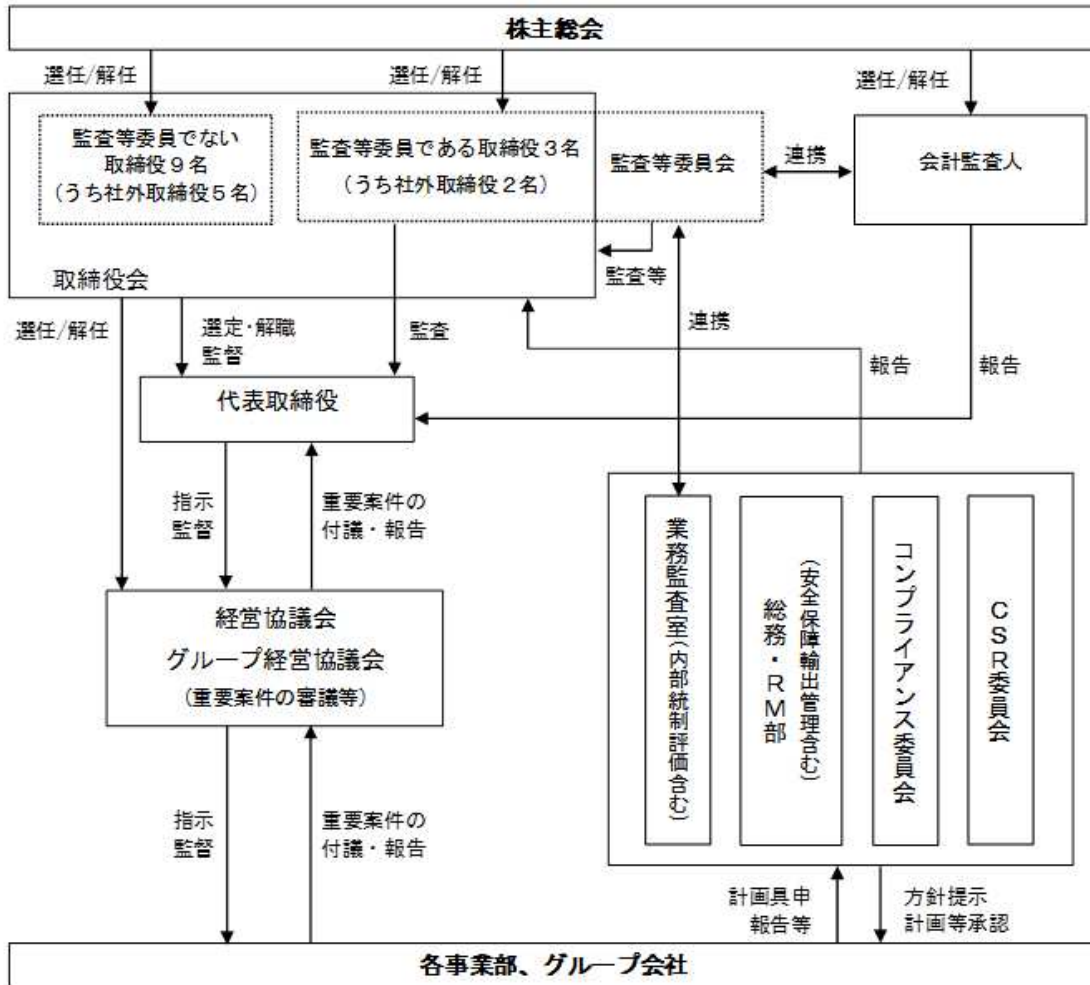 株主総会
選任/解任
選任/解任
選任/解任
監査等委員でない
取締役９名
(うち社外取締役５名)
監査等委員である取締役３名
(うち社外取締役２名)
監査等委員会
連携
会計監査人
取締役会
監査等
選任/解任
選定・解職
監督
監査
連携
報告
報告
代表取締役
指示
監督
重要案件の
付議・報告
経営協議会
グループ経営協議会
(重要案件の審議等)
業務監査室(内部統制評価含む)
総務・ＲＭ部
(安全保障輸出管理含む)
コンプライアンス委員会
ＣＳＲ委員会
指示
監督
重要案件の
付議・報告
計画具申
報告等
方針提示
計画等承認
各事業部、グループ会社